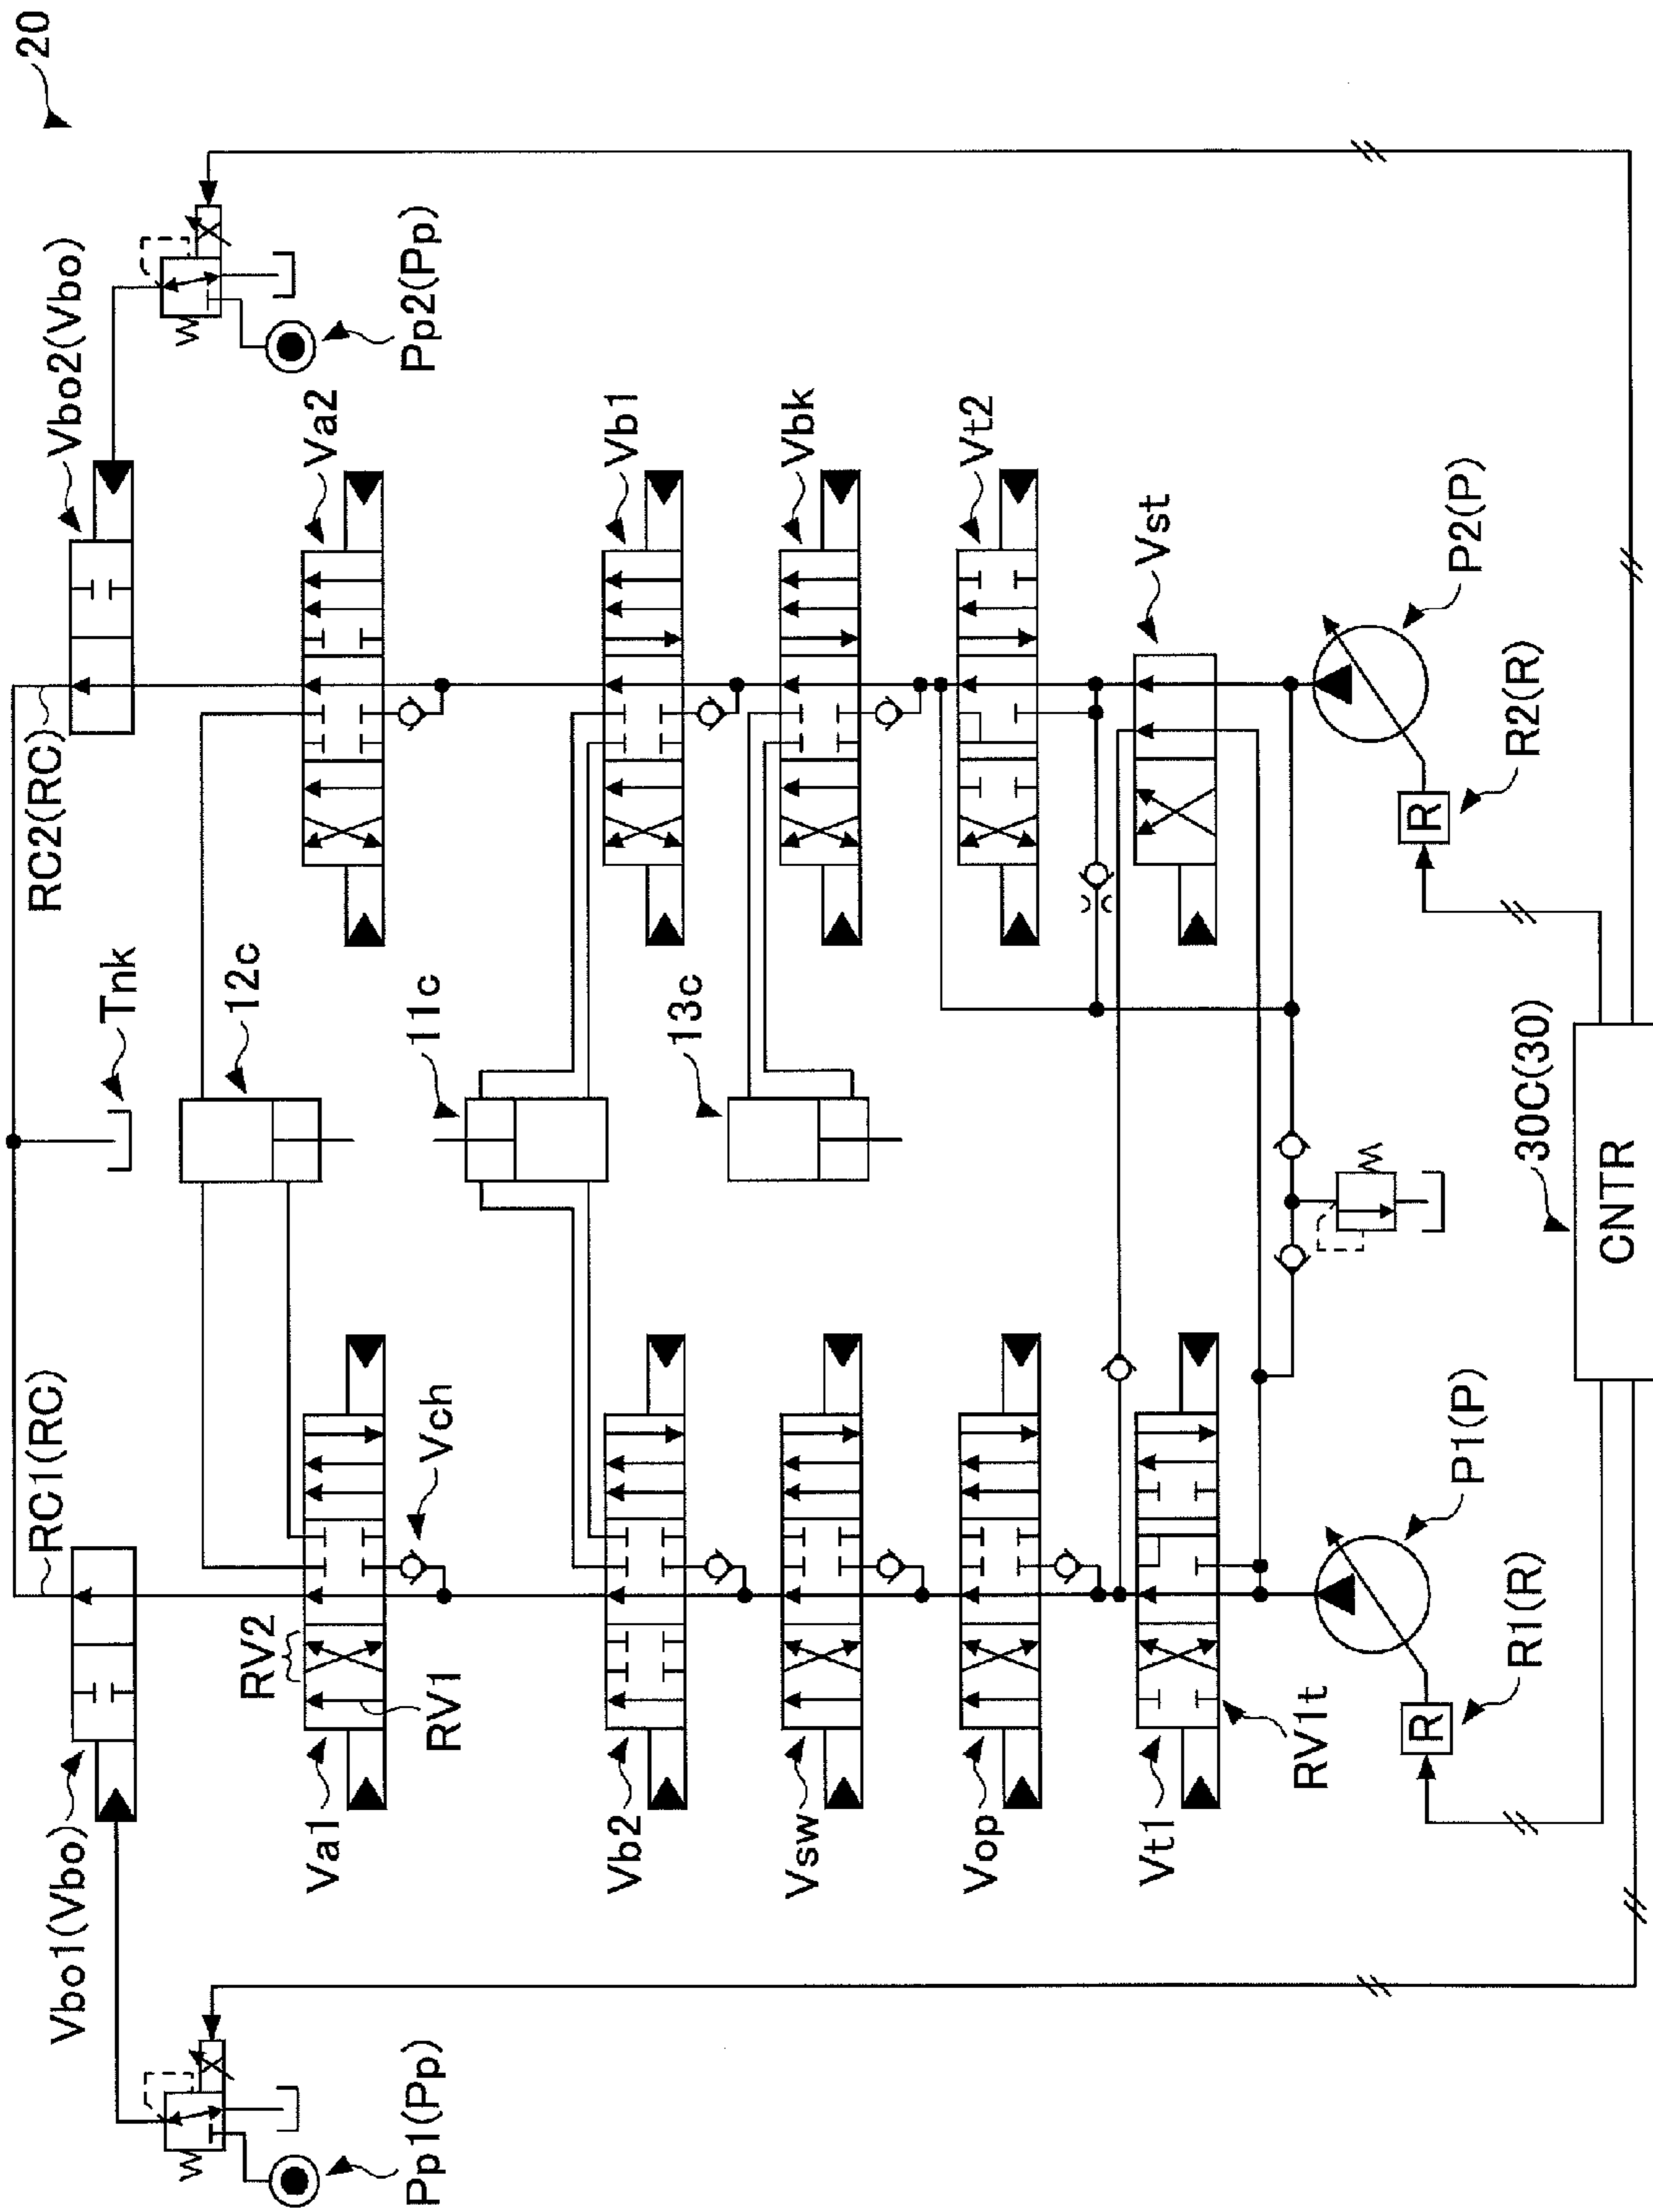 20
Vbo1(Vbo)
RC1(RC)
Tnk
RC2(RC)
Vbo2(Vbo)
Pp1(Pp)
Pp2(Pp)
12c
Va1
RV2
RV1
Vch
Va2
11c
Vb2
Vb1
13c
Vsw
Vbk
Vop
Vt2
Vt1
RV1t
Vst
P1(P)
P2(P)
R
R1(R)
R
R2(R)
30C(30)
CNTR